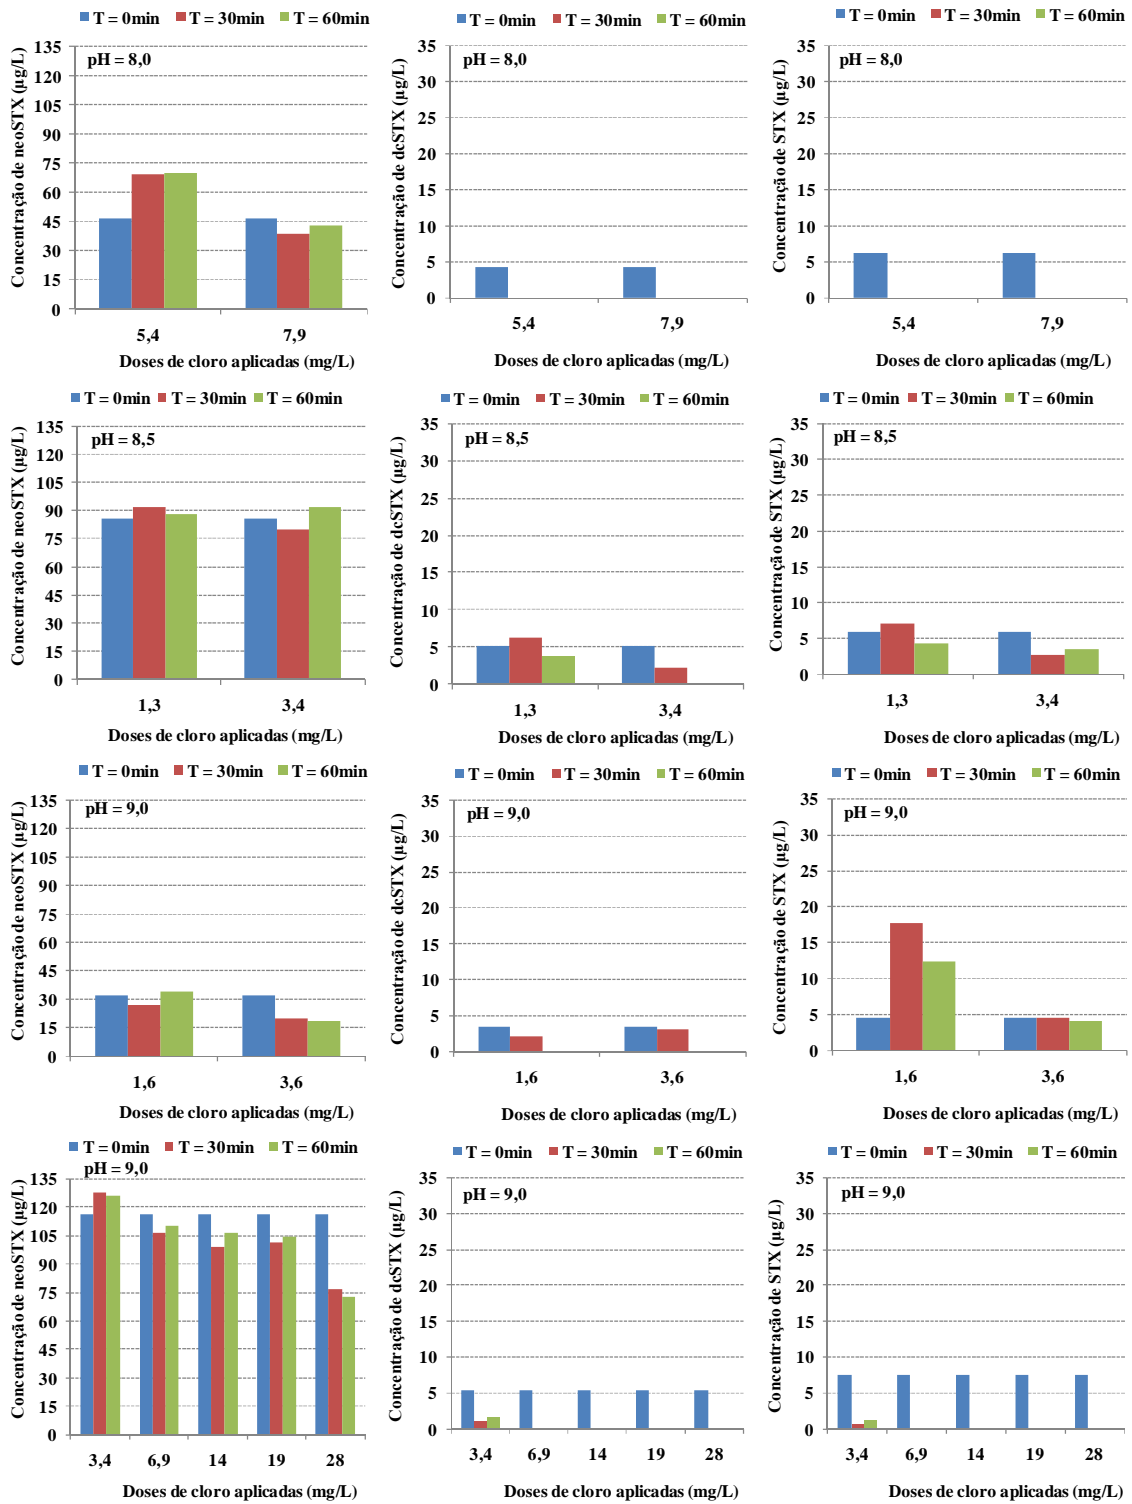 T = 0min T = 30min T = 60min
pH = 8,0
Concentração de neoSTX (µg/L)
135
120
105
90
75
60
45
30
15
0
5,4 7,9
Doses de cloro aplicadas (mg/L)
T = 0min T = 30min T = 60min
pH = 8,0
Concentração de dcSTX (µg/L)
35
30
25
20
15
10
5
0
5,4 7,9
Doses de cloro aplicadas (mg/L)
T = 0min T = 30min T = 60min
pH = 8,0
Concentração de STX (µg/L)
35
30
25
20
15
10
5
0
5,4 7,9
Doses de cloro aplicadas (mg/L)
T = 0min T = 30min T = 60min
pH = 8,5
Concentração de neoSTX (µg/L)
135
120
105
90
75
60
45
30
15
0
1,3 3,4
Doses de cloro aplicadas (mg/L)
T = 0min T = 30min T = 60min
pH = 8,5
Concentração de dcSTX (µg/L)
35
30
25
20
15
10
5
0
1,3 3,4
Doses de cloro aplicadas (mg/L)
T = 0min T = 30min T = 60min
pH = 8,5
Concentração de STX (µg/L)
35
30
25
20
15
10
5
0
1,3 3,4
Doses de cloro aplicadas (mg/L)
T = 0min T = 30min T = 60min
pH = 9,0
Concentração de neoSTX (µg/L)
135
120
105
90
75
60
45
30
15
0
1,6 3,6
Doses de cloro aplicadas (mg/L)
T = 0min T = 30min T = 60min
pH = 9,0
Concentração de dcSTX (µg/L)
35
30
25
20
15
10
5
0
1,6 3,6
Doses de cloro aplicadas (mg/L)
T = 0min T = 30min T = 60min
pH = 9,0
Concentração de STX (µg/L)
35
30
25
20
15
10
5
0
1,6 3,6
Doses de cloro aplicadas (mg/L)
T = 0min T = 30min T = 60min
pH = 9,0
Concentração de neoSTX (µg/L)
135
120
105
90
75
60
45
30
15
0
3,4 6,9 14 19 28
Doses de cloro aplicadas (mg/L)
T = 0min T = 30min T = 60min
pH = 9,0
Concentração de dcSTX (µg/L)
35
30
25
20
15
10
5
0
3,4 6,9 14 19 28
Doses de cloro aplicadas (mg/L)
T = 0min T = 30min T = 60min
pH = 9,0
Concentração de STX (µg/L)
35
30
25
20
15
10
5
0
3,4 6,9 14 19 28
Doses de cloro aplicadas (mg/L)